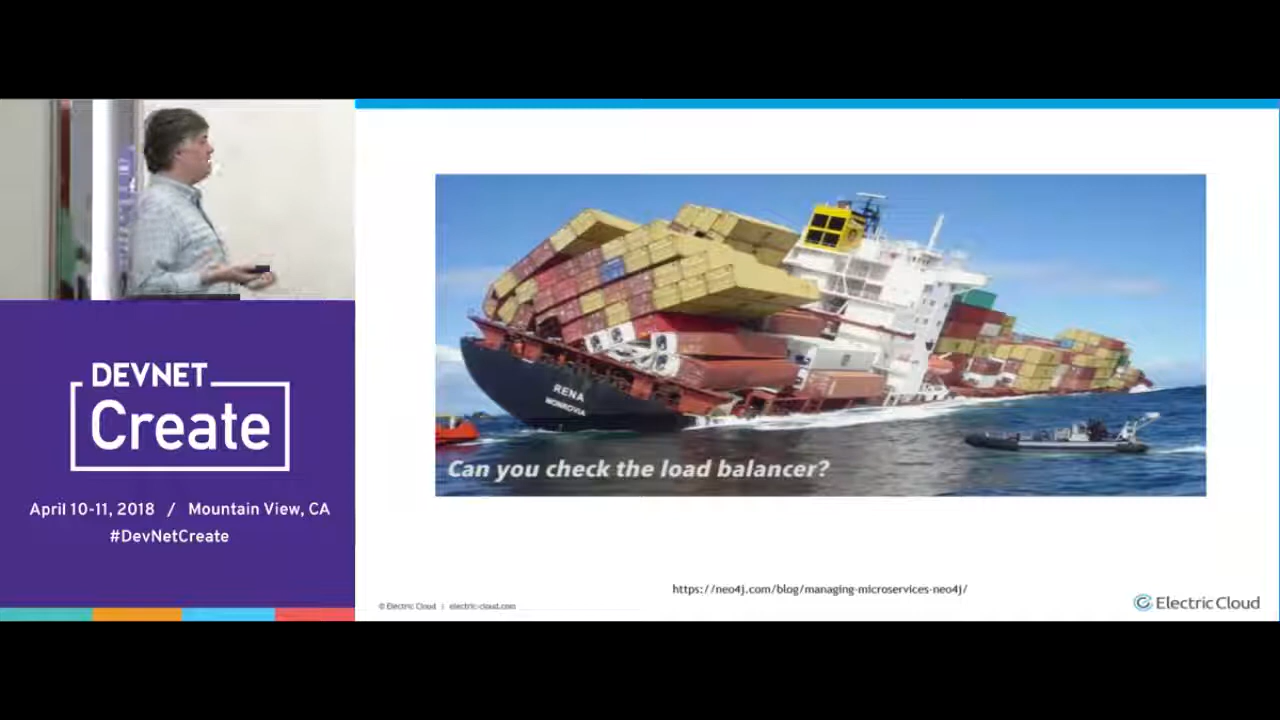 DEVNET
Create
April 10-11, 2018 / Mountain View, CA
#DevNetCreate
RENA
MONROVIA
Can you check the load balancer?
https://neo4j.com/blog/managing-microservices-neo4j/
© Electric Cloud | electric-cloud.com
Electric Cloud